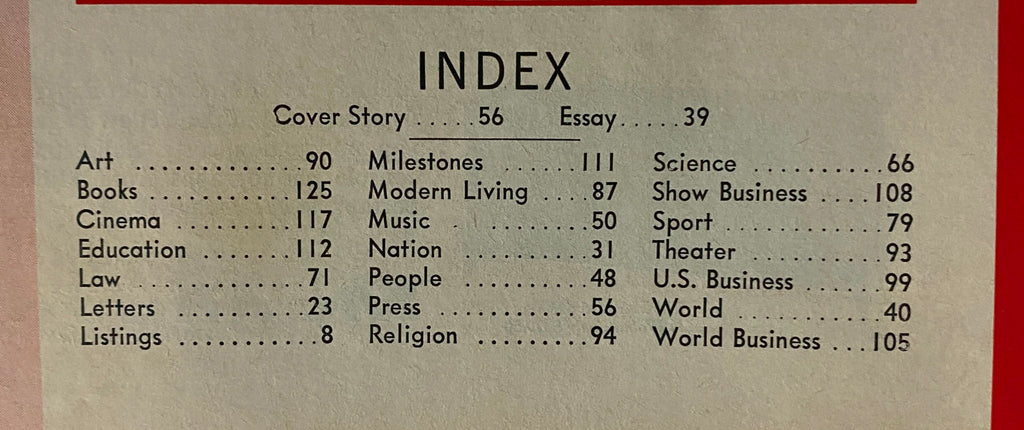 INDEX
Cover Story .....56 Essay.....39
Art ............90 Milestones .......111 Science ...........66
Books ...........125 Modern Living ....87 Show Business ....108
Cinema .........117 Music . ........50 Sport ............79
Education .......112 Nation ..........31 Theater ..........93
Law .............71 People ..........48 U.S. Business ......99
Letters ..........23 Press ............56 World ...........40
Listings ...........8 Religion .........94 World Business ...105